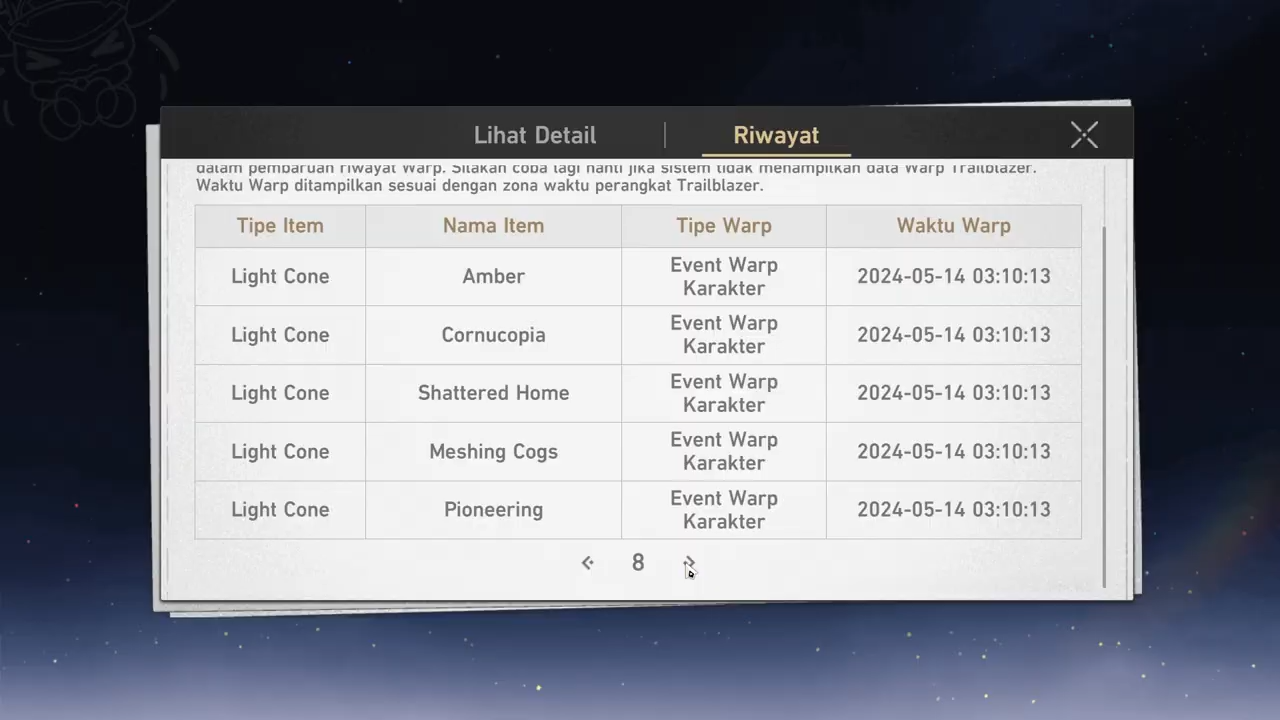 Lihat Detail | Riwayat
dalam pembaruan riwayat Warp. Silakan coba lagi nanti jika sistem tidak menampilkan data Warp Trailblazer.
Waktu Warp ditampilkan sesuai dengan zona waktu perangkat Trailblazer.
Tipe Item Nama Item Tipe Warp Waktu Warp
Light Cone Amber Event Warp Karakter 2024-05-14 03:10:13
Light Cone Cornucopia Event Warp Karakter 2024-05-14 03:10:13
Light Cone Shattered Home Event Warp Karakter 2024-05-14 03:10:13
Light Cone Meshing Cogs Event Warp Karakter 2024-05-14 03:10:13
Light Cone Pioneering Event Warp Karakter 2024-05-14 03:10:13
8